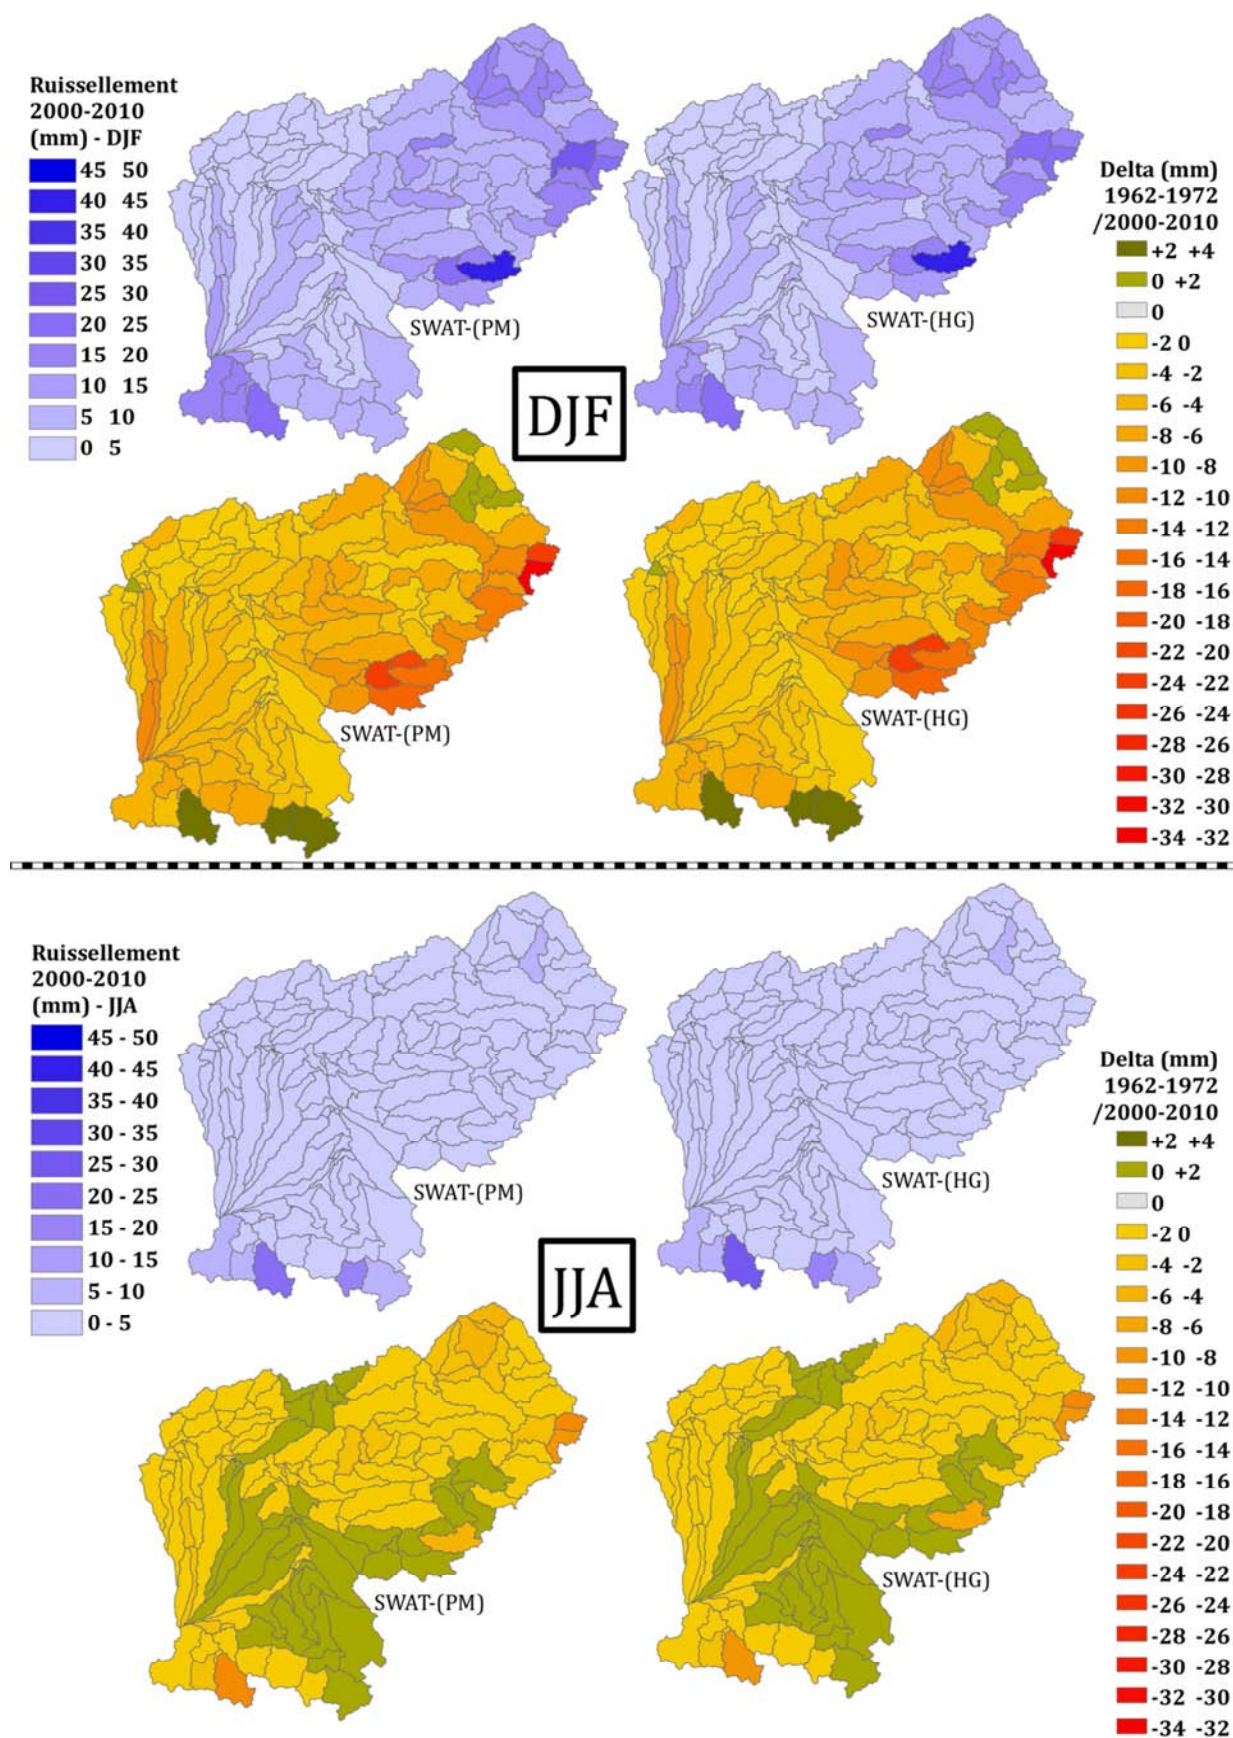 Ruissellement
2000-2010
(mm) - DJF
45 50
40 45
35 40
30 35
25 30
20 25
15 20
10 15
5 10
0 5
SWAT-(PM)
SWAT-(HG)
DJF
SWAT-(PM)
SWAT-(HG)
Delta (mm)
1962-1972
/2000-2010
+2 +4
0 +2
0
-2 0
-4 -2
-6 -4
-8 -6
-10 -8
-12 -10
-14 -12
-16 -14
-18 -16
-20 -18
-22 -20
-24 -22
-26 -24
-28 -26
-30 -28
-32 -30
-34 -32
Ruissellement
2000-2010
(mm) - JJA
45 - 50
40 - 45
35 - 40
30 - 35
25 - 30
20 - 25
15 - 20
10 - 15
5 - 10
0 - 5
SWAT-(PM)
SWAT-(HG)
JJA
SWAT-(PM)
SWAT-(HG)
Delta (mm)
1962-1972
/2000-2010
+2 +4
0 +2
0
-2 0
-4 -2
-6 -4
-8 -6
-10 -8
-12 -10
-14 -12
-16 -14
-18 -16
-20 -18
-22 -20
-24 -22
-26 -24
-28 -26
-30 -28
-32 -30
-34 -32